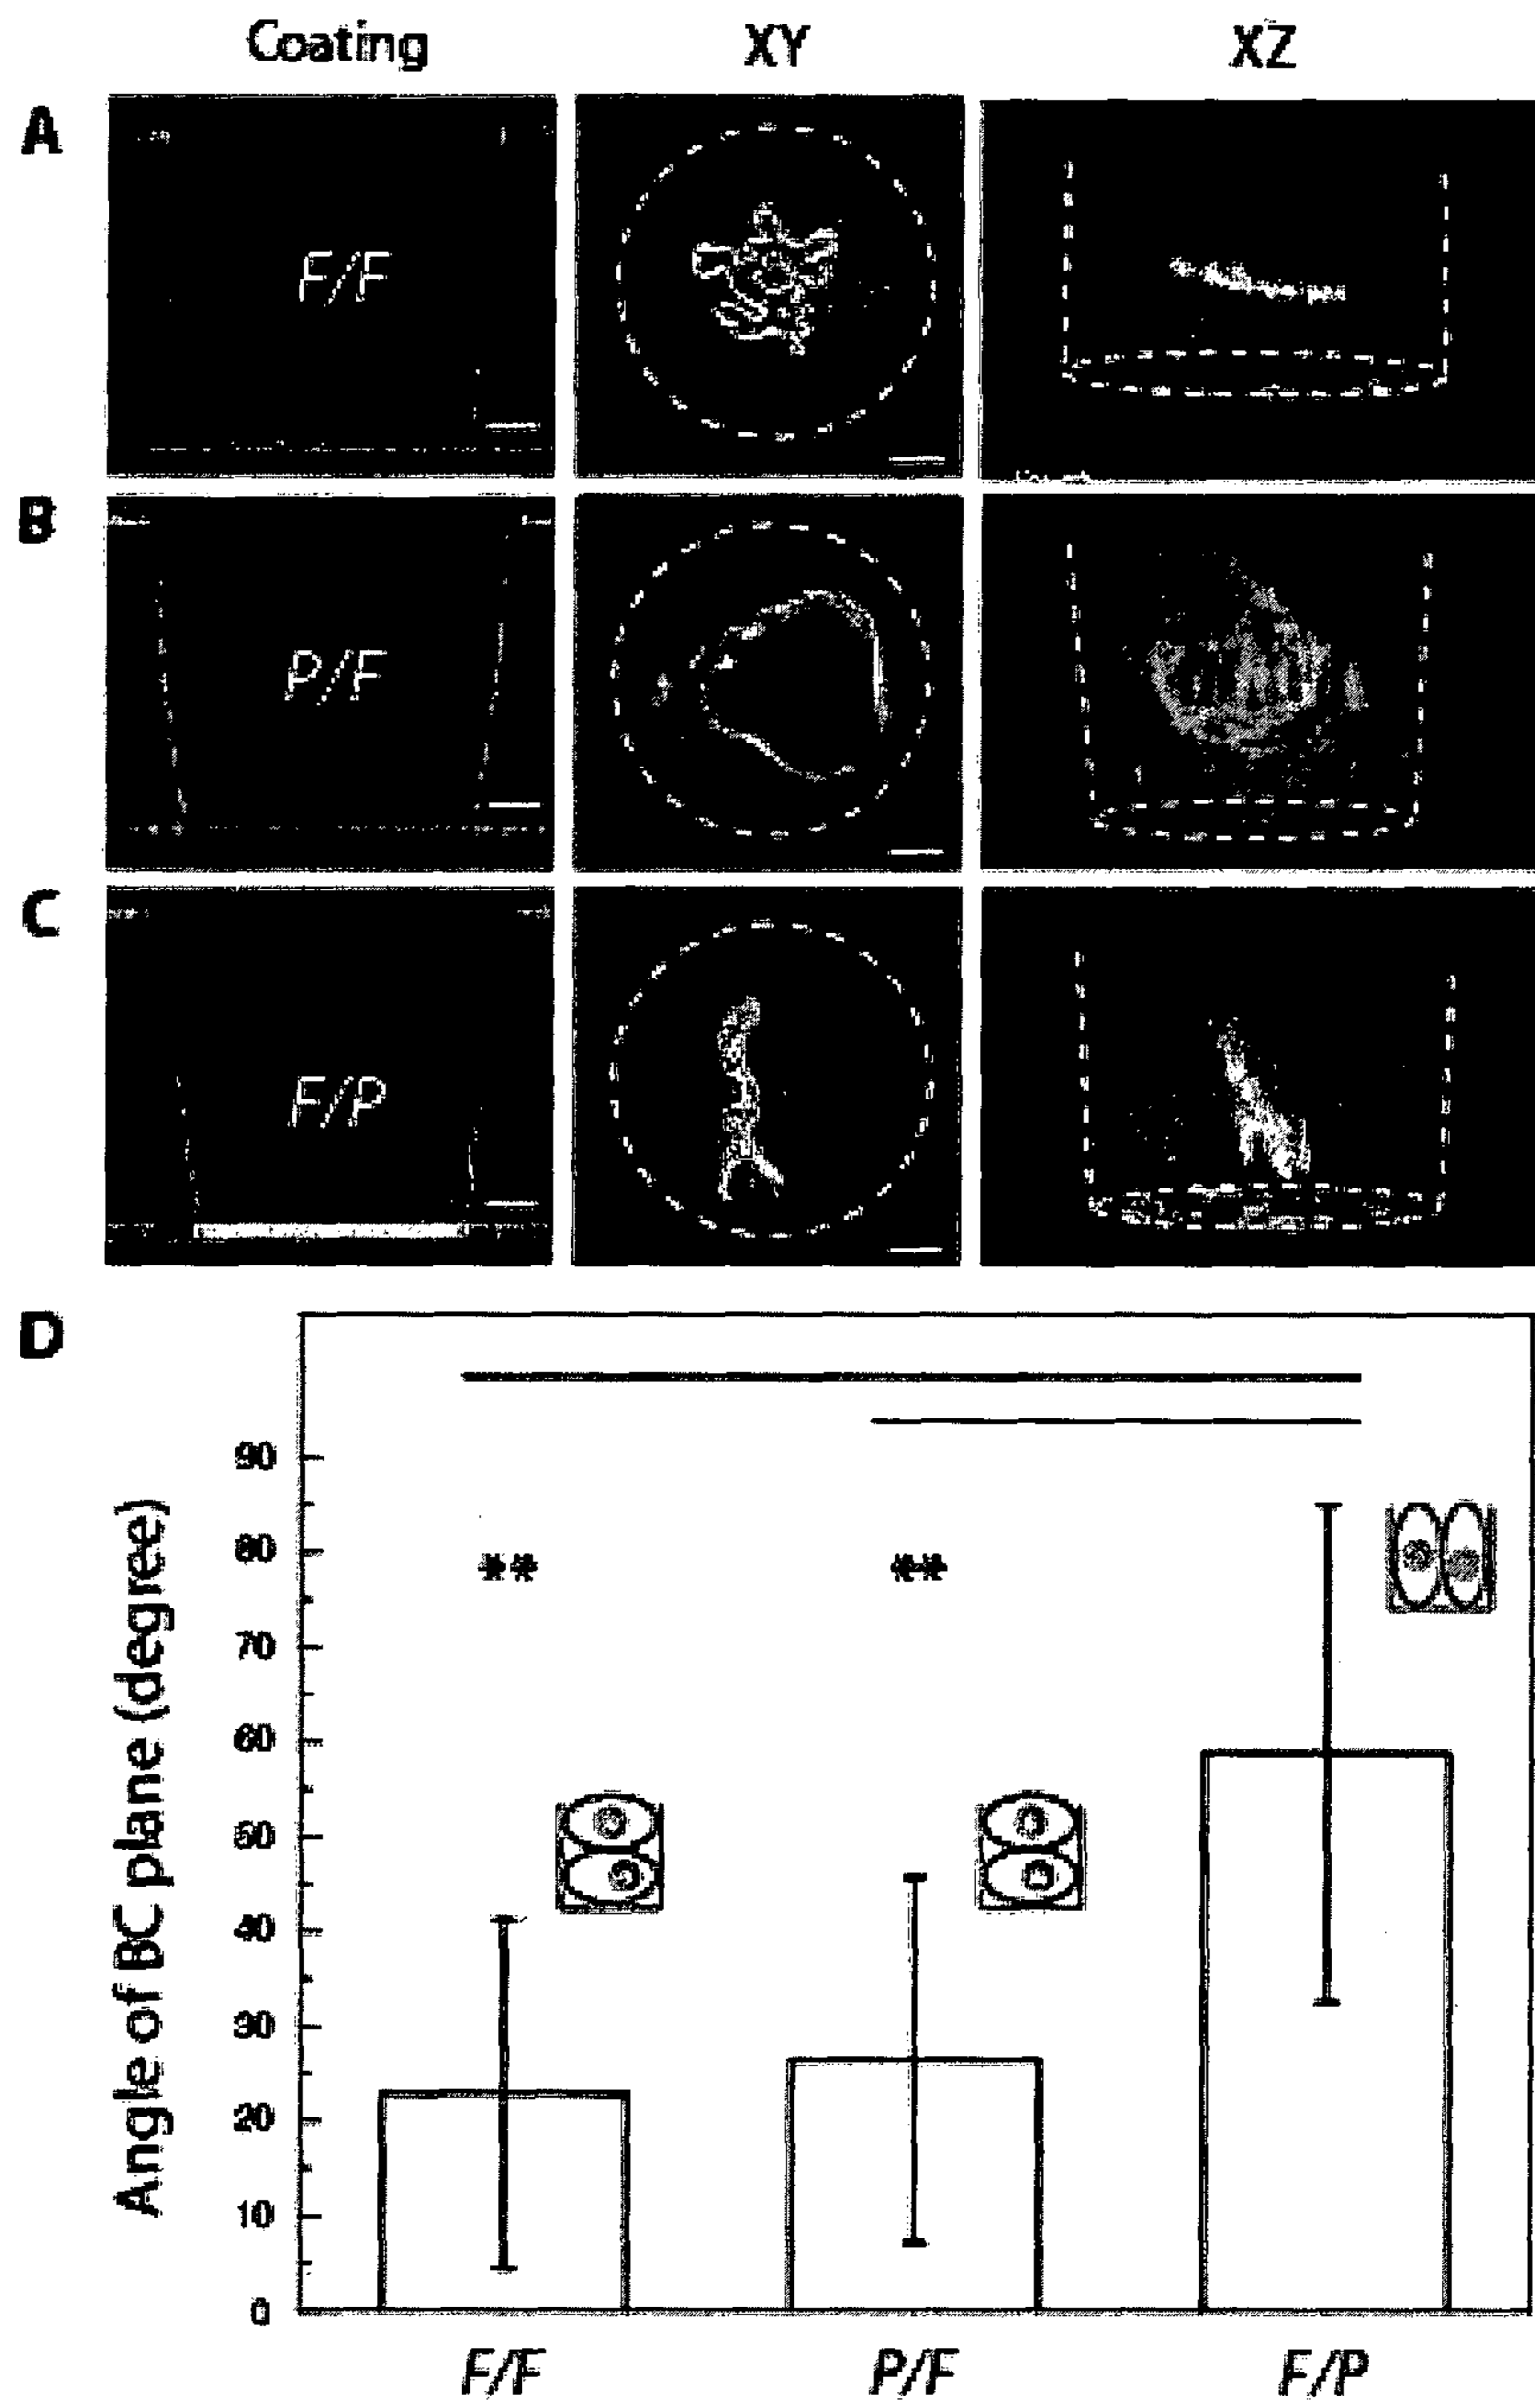 Coating XY XZ
A
F/F
B
P/F
C
F/P
D
Angle of BC plane (degree)
90
80
70
60
50
40
30
20
10
0
** **
F/F P/F F/P